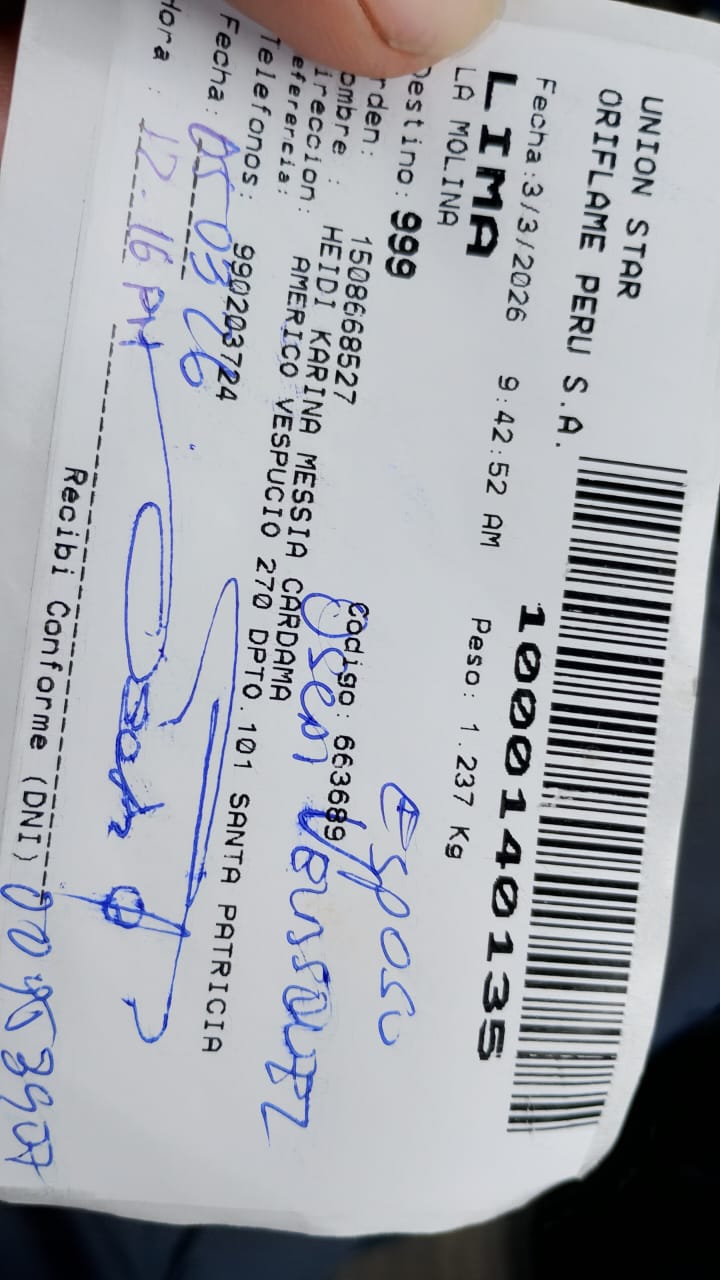 UNION STAR
ORIFLAME PERU S.A.
1000140135
Fecha:3/3/2026 9:42:52 AM Peso: 1.237 Kg
LIMA
LA MOLINA
Destino: 999
rden: 1508668527 Codigo: 663689 esposo
ombre : HEIDI KARINA MESSIA CARDAMA
ireccion: AMERICO VESPUCIO 270 DPTO.101 SANTA PATRICIA
eferencia:
Telefonos: 990203724
Fecha: 05 03 26
Hora : 12.16 PM
Recibi Conforme (DNI)